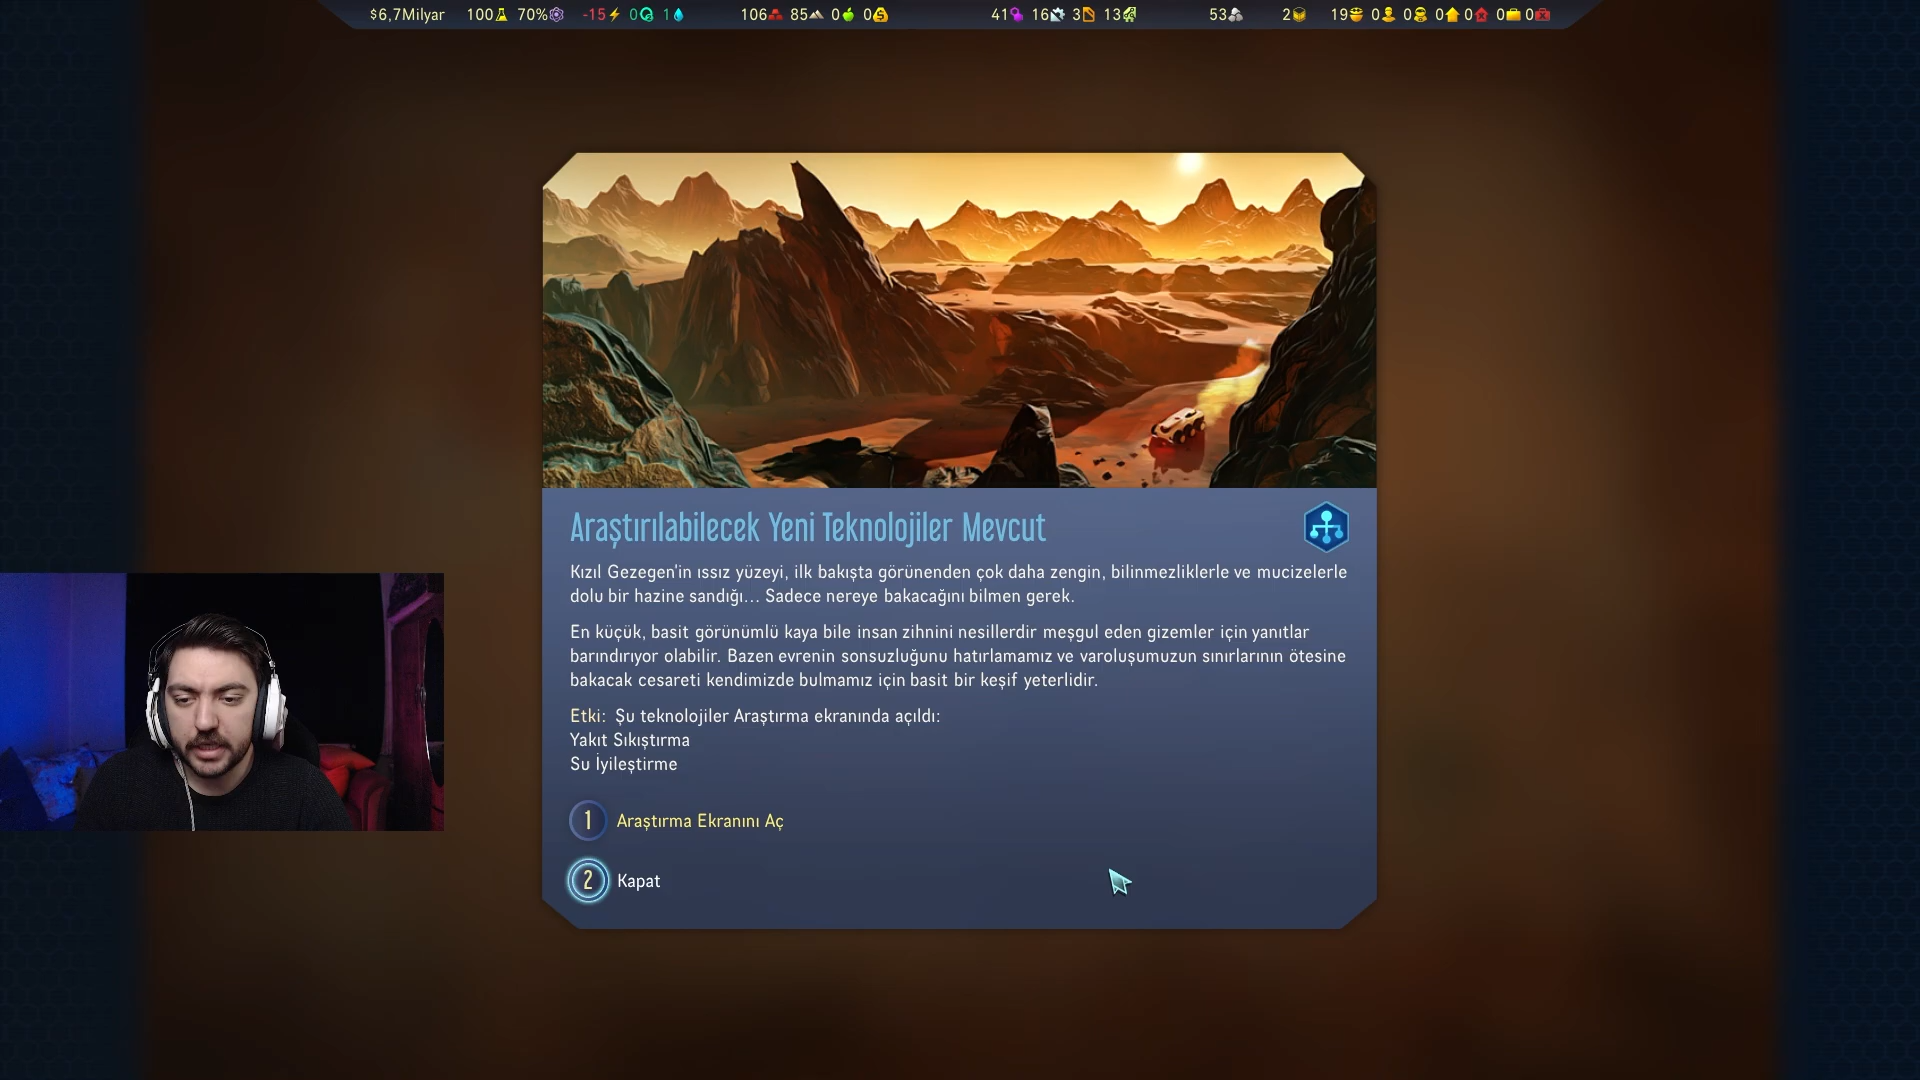 $6,7Milyar 100 70% -15 0 1 106 85 0 0 41 16 3 13 53 2 19 0 0 0 0 0 0
Araştırılabilecek Yeni Teknolojiler Mevcut
Kızıl Gezegen'in ıssız yüzeyi, ilk bakışta görünenden çok daha zengin, bilinmezliklerle ve mucizelerle
dolu bir hazine sandığı... Sadece nereye bakacağını bilmen gerek.
En küçük, basit görünümlü kaya bile insan zihnini nesillerdir meşgul eden gizemler için yanıtlar
barındırıyor olabilir. Bazen evrenin sonsuzluğunu hatırlamamız ve varoluşumuzun sınırlarının ötesine
bakacak cesareti kendimizde bulmamız için basit bir keşif yeterlidir.
Etki: Şu teknolojiler Araştırma ekranında açıldı:
Yakıt Sıkıştırma
Su İyileştirme
1 Araştırma Ekranını Aç
2 Kapat